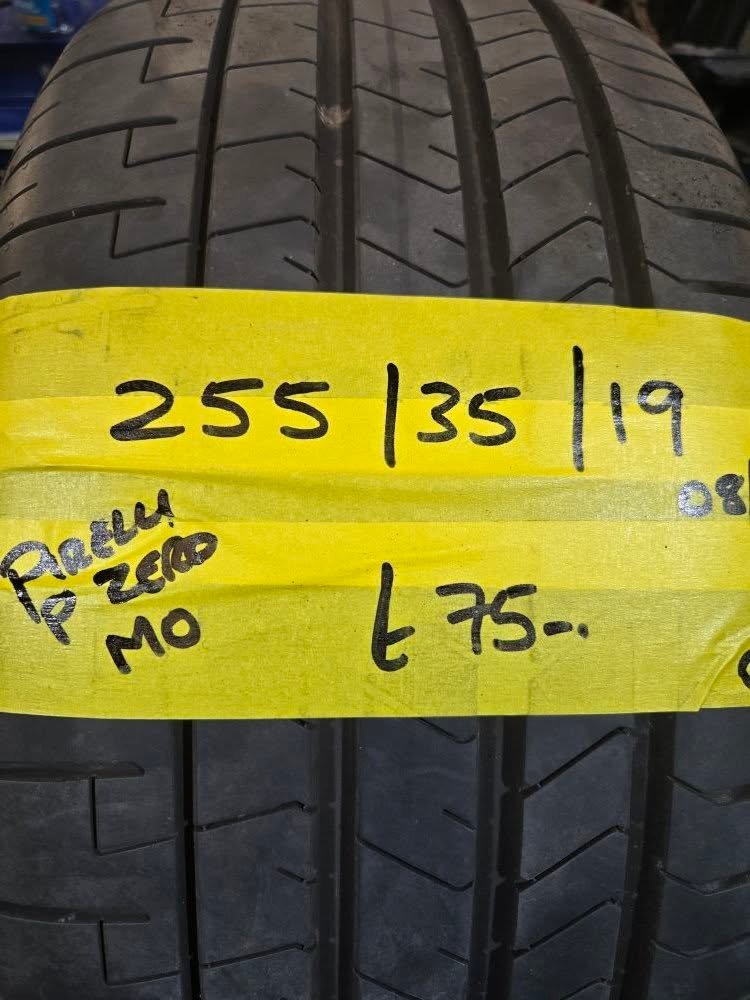 255/35/19
08
PIRELLI
P ZERO
MO
£75-.